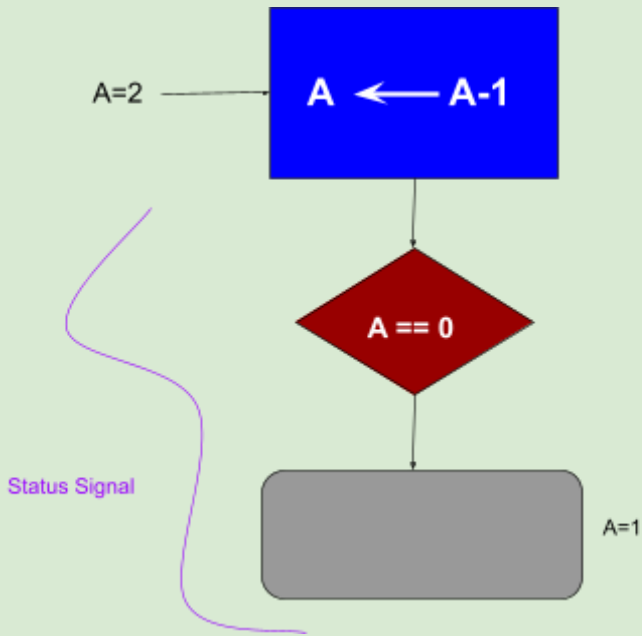 A=2
A ← A-1
A == 0
Status Signal
A=1